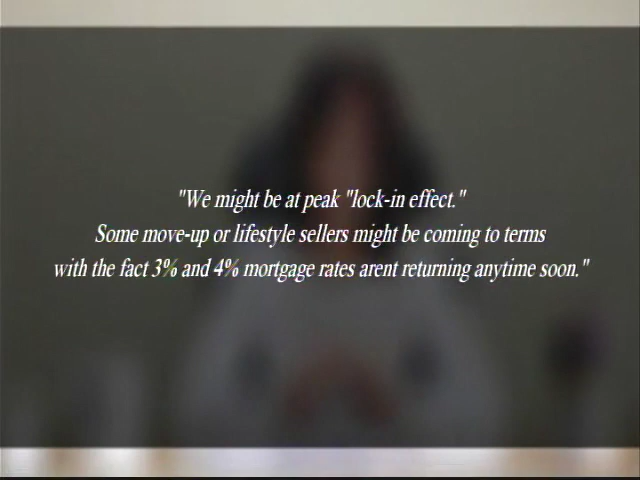 "We might be at peak "lock-in effect."
Some move-up or lifestyle sellers might be coming to terms
with the fact 3% and 4% mortgage rates arent returning anytime soon."